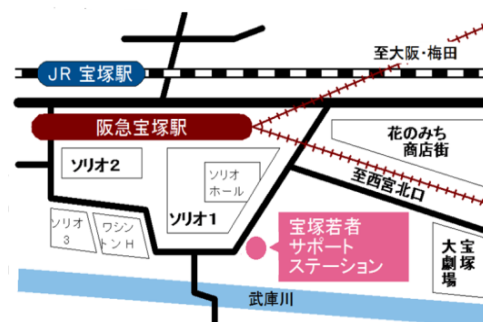 至大阪・梅田
JR 宝塚駅
阪急宝塚駅
花のみち
商店街
ソリオ2
ソリオ
ホール
至西宮北口
ソリオ1
ソリオ
3
ワシン
トンH
宝塚若者
サポート
ステーション
宝塚
大劇場
武庫川